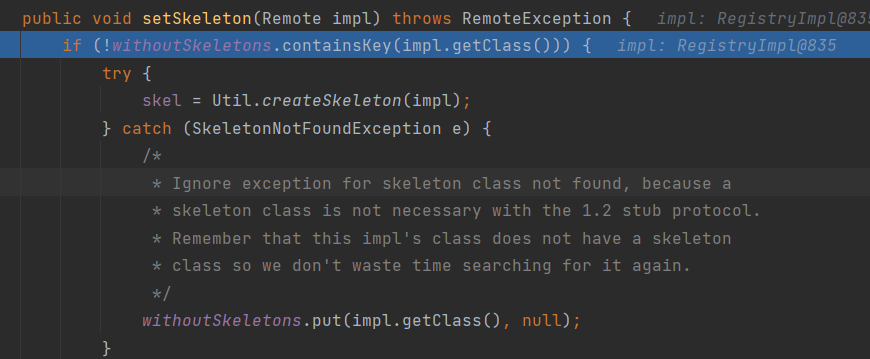 public void setSkeleton(Remote impl) throws RemoteException {   impl: RegistryImpl@835
    if (!withoutSkeletons.containsKey(impl.getClass())) {   impl: RegistryImpl@835
        try {
            skel = Util.createSkeleton(impl);
        } catch (SkeletonNotFoundException e) {
            /*
             * Ignore exception for skeleton class not found, because a
             * skeleton class is not necessary with the 1.2 stub protocol.
             * Remember that this impl's class does not have a skeleton
             * class so we don't waste time searching for it again.
             */
            withoutSkeletons.put(impl.getClass(), null);
        }